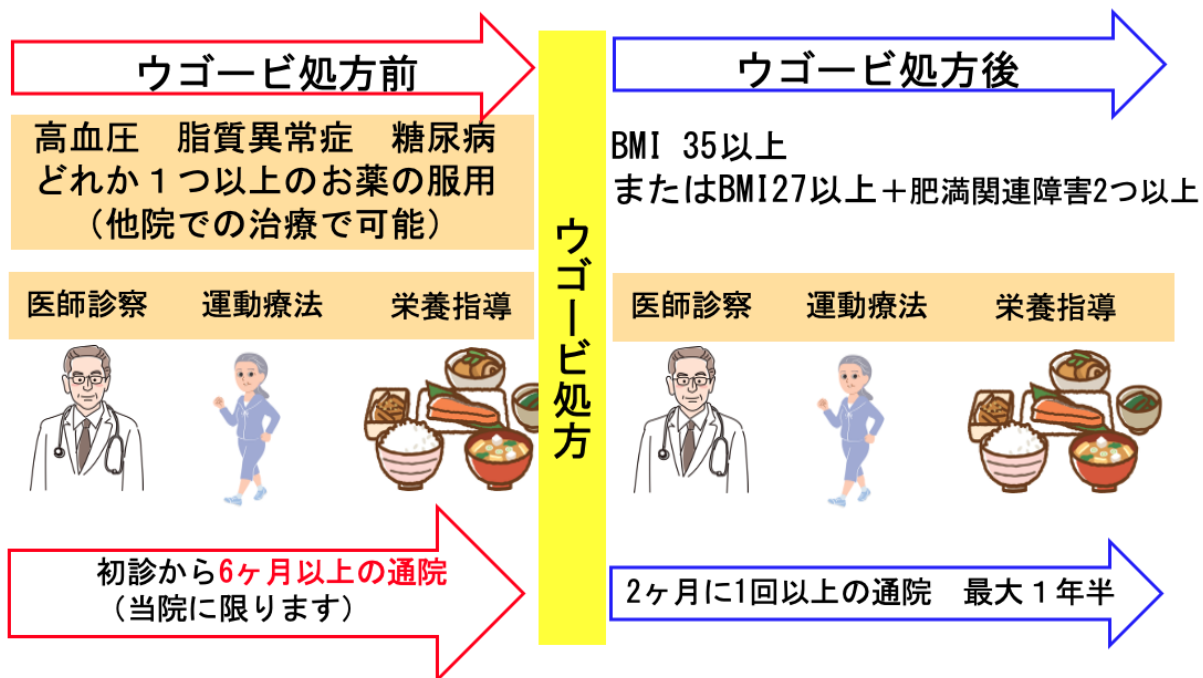 ウゴービ処方前
高血圧　脂質異常症　糖尿病
どれか１つ以上のお薬の服用
（他院での治療で可能）
医師診察　運動療法　栄養指導
初診から6ヶ月以上の通院
（当院に限ります）
ウゴービ処方
ウゴービ処方後
BMI 35以上
またはBMI27以上＋肥満関連障害2つ以上
医師診察　運動療法　栄養指導
2ヶ月に1回以上の通院　最大１年半